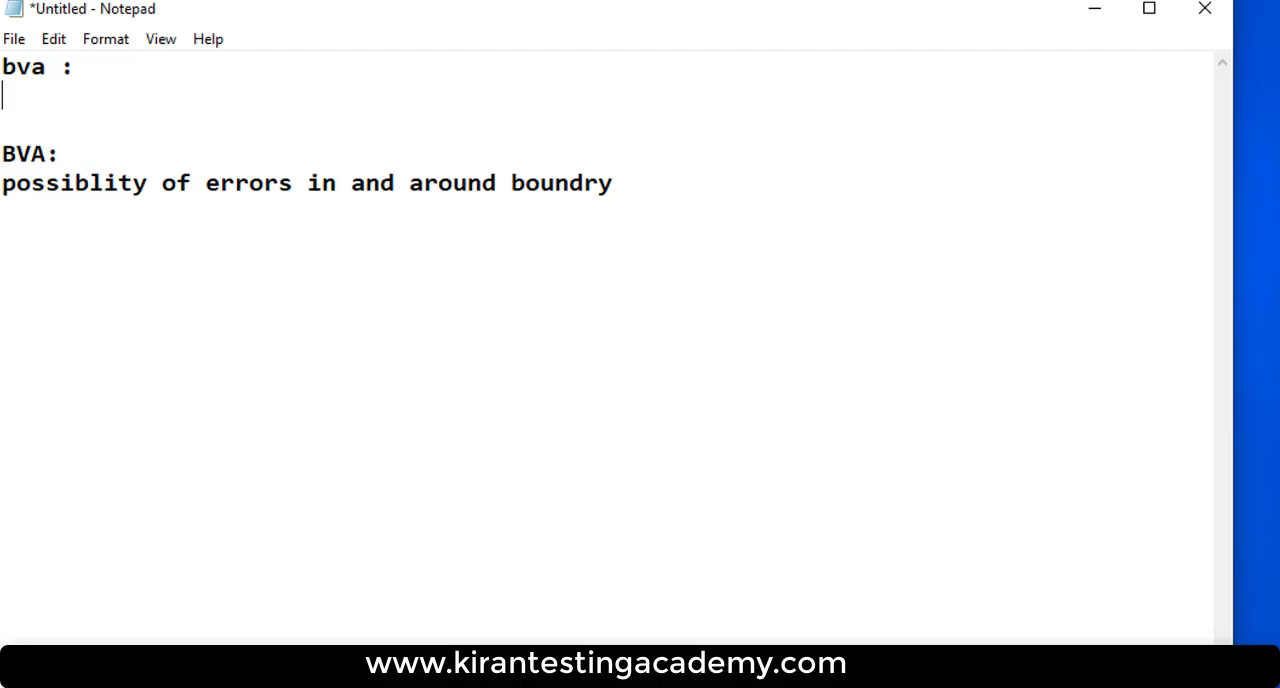 *Untitled - Notepad
File Edit Format View Help
bva :
BVA:
possiblity of errors in and around boundry
www.kirantestingacademy.com